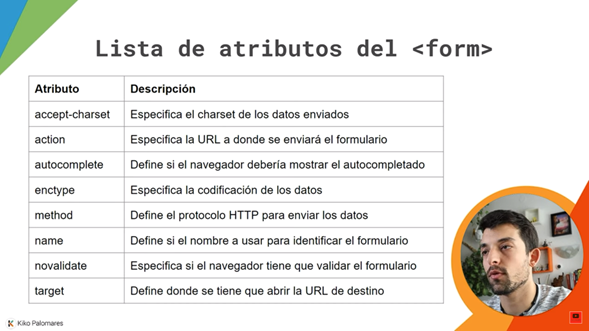 Lista de atributos del <form>
Atributo Descripción
accept-charset Especifica el charset de los datos enviados
action Especifica la URL a donde se enviará el formulario
autocomplete Define si el navegador debería mostrar el autocompletado
enctype Especifica la codificación de los datos
method Define el protocolo HTTP para enviar los datos
name Define si el nombre a usar para identificar el formulario
novalidate Especifica si el navegador tiene que validar el formulario
target Define donde se tiene que abrir la URL de destino
Kiko Palomares